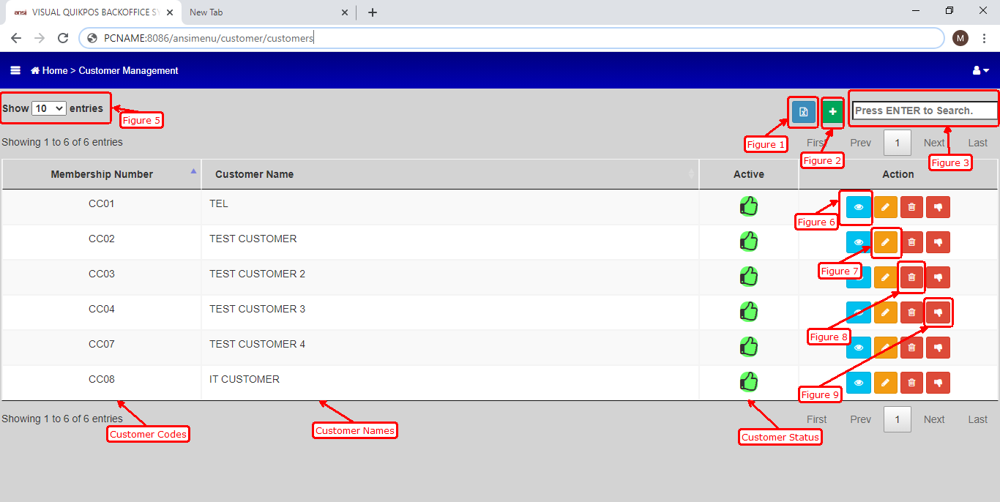 ansi VISUAL QUIKPOS BACKOFFICE SY
New Tab
PCNAME:8086/ansimenu/customer/customers
M
Home > Customer Management
Show 10 entries
Figure 5
Press ENTER to Search.
Figure 1
Figure 2
Figure 3
Showing 1 to 6 of 6 entries
First Prev 1 Next Last
Membership Number Customer Name Active Action
CC01 TEL
Figure 6
CC02 TEST CUSTOMER
Figure 7
CC03 TEST CUSTOMER 2
CC04 TEST CUSTOMER 3
Figure 8
CC07 TEST CUSTOMER 4
CC08 IT CUSTOMER
Figure 9
Showing 1 to 6 of 6 entries
First Prev 1 Next Last
Customer Codes
Customer Names
Customer Status